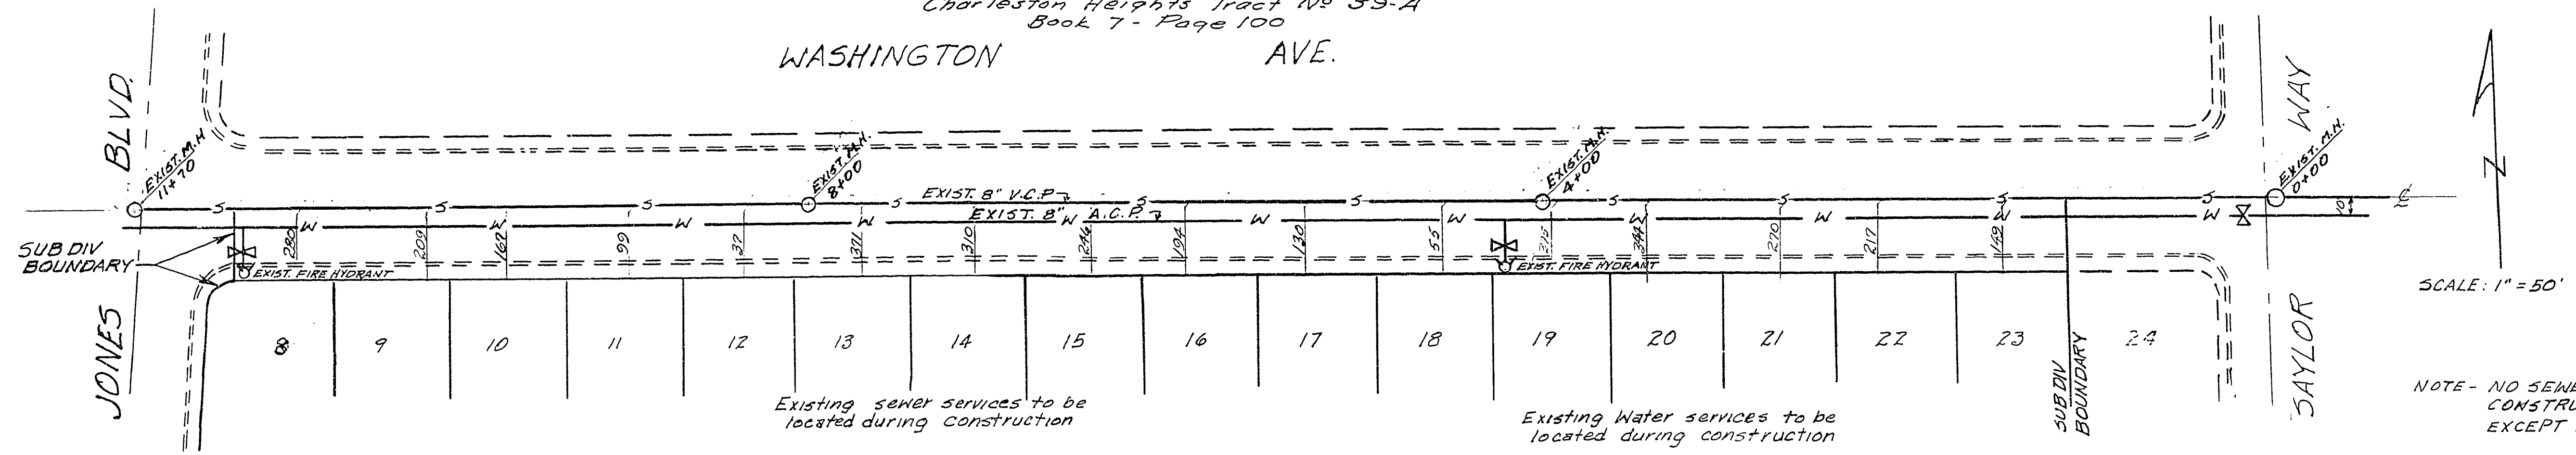 Charleston Heights Tract Nº 39-A
Book 7 - Page 100
WASHINGTON AVE.
JONES BLVD.
SAYLOR WAY
EXIST. M.H.
11+70
EXIST. M.H.
8+00
EXIST. M.H.
4+00
EXIST. M.H.
0+00
S S S S S S S S S S
EXIST. 8" V.C.P.
EXIST. 8" A.C.P.
W W W W W W W W W W W W
10'
℄
N
SUB DIV
BOUNDARY
280 209 167 99 37 371 310 246 194 130 55 375 344 270 217 149
EXIST. FIRE HYDRANT
EXIST. FIRE HYDRANT
8 9 10 11 12 13 14 15 16 17 18 19 20 21 22 23 24
SUB DIV
BOUNDARY
SCALE: 1" = 50'
Existing sewer services to be
located during construction
Existing Water services to be
located during construction
NOTE - NO SEWE
CONSTRU
EXCEPT